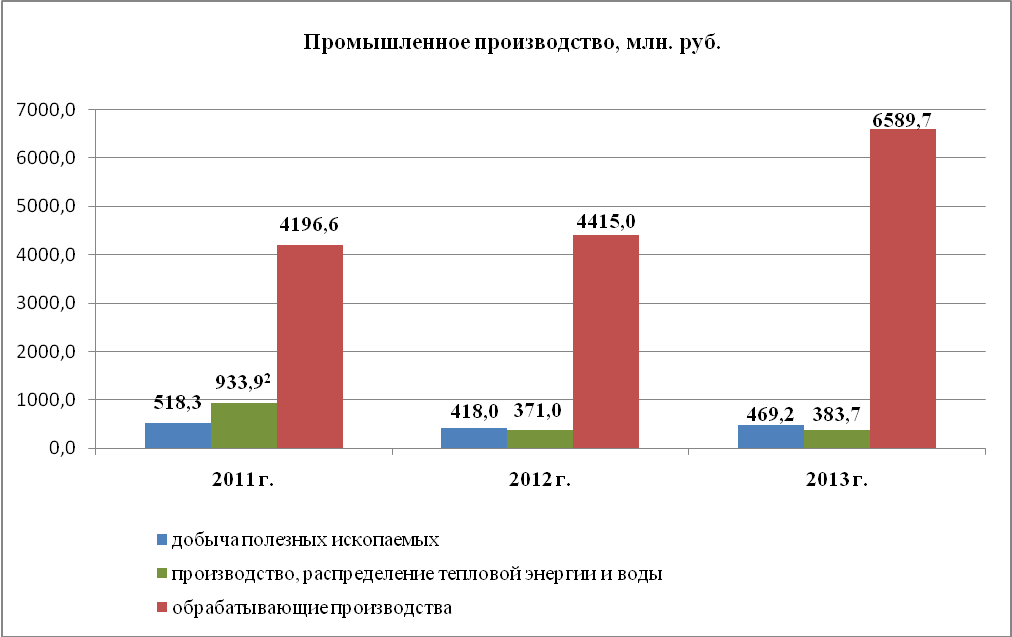 Промышленное производство, млн. руб.
7000,0
6000,0
5000,0
4000,0
3000,0
2000,0
1000,0
0,0
518,3
933,9²
4196,6
418,0
371,0
4415,0
469,2
383,7
6589,7
2011 г.
2012 г.
2013 г.
добыча полезных ископаемых
производство, распределение тепловой энергии и воды
обрабатывающие производства